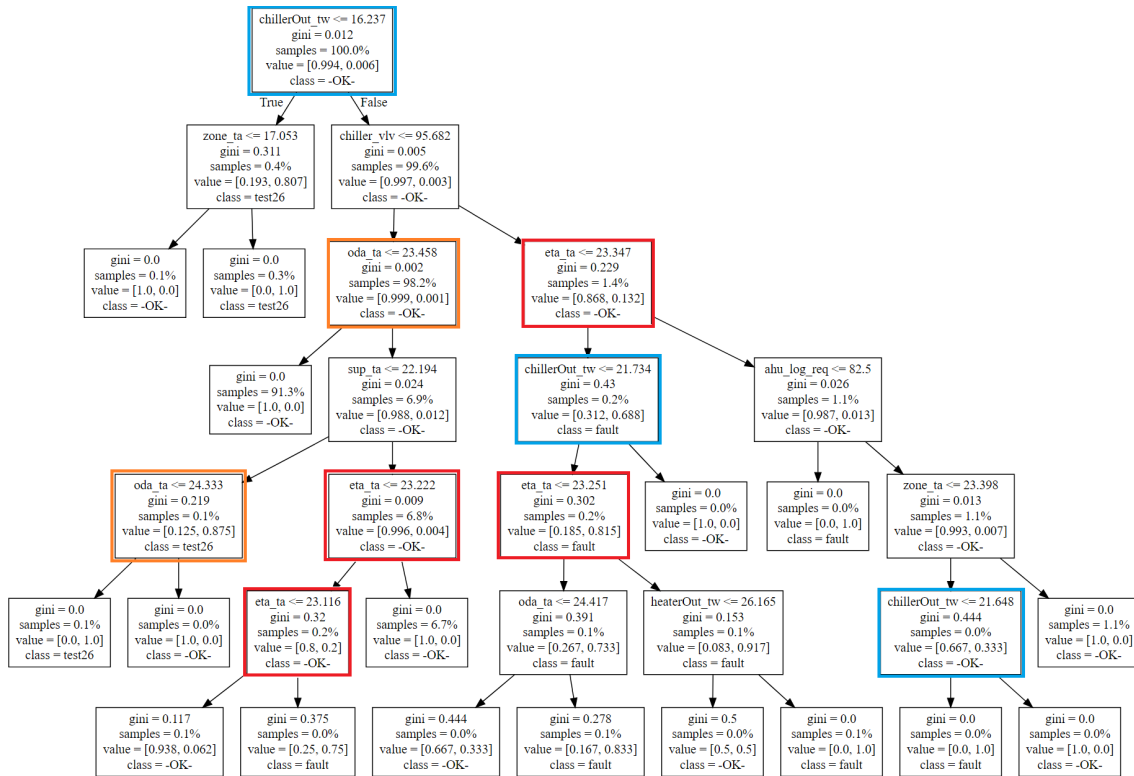 chillerOut_tw <= 16.237
gini = 0.012
samples = 100.0%
value = [0.994, 0.006]
class = -OK-
True
False
zone_ta <= 17.053
gini = 0.311
samples = 0.4%
value = [0.193, 0.807]
class = test26
chiller_vlv <= 95.682
gini = 0.005
samples = 99.6%
value = [0.997, 0.003]
class = -OK-
gini = 0.0
samples = 0.1%
value = [1.0, 0.0]
class = -OK-
gini = 0.0
samples = 0.3%
value = [0.0, 1.0]
class = test26
oda_ta <= 23.458
gini = 0.002
samples = 98.2%
value = [0.999, 0.001]
class = -OK-
eta_ta <= 23.347
gini = 0.229
samples = 1.4%
value = [0.868, 0.132]
class = -OK-
gini = 0.0
samples = 91.3%
value = [1.0, 0.0]
class = -OK-
sup_ta <= 22.194
gini = 0.024
samples = 6.9%
value = [0.988, 0.012]
class = -OK-
chillerOut_tw <= 21.734
gini = 0.43
samples = 0.2%
value = [0.312, 0.688]
class = fault
ahu_log_req <= 82.5
gini = 0.026
samples = 1.1%
value = [0.987, 0.013]
class = -OK-
oda_ta <= 24.333
gini = 0.219
samples = 0.1%
value = [0.125, 0.875]
class = test26
eta_ta <= 23.222
gini = 0.009
samples = 6.8%
value = [0.996, 0.004]
class = -OK-
eta_ta <= 23.251
gini = 0.302
samples = 0.2%
value = [0.185, 0.815]
class = fault
gini = 0.0
samples = 0.0%
value = [1.0, 0.0]
class = -OK-
gini = 0.0
samples = 0.0%
value = [0.0, 1.0]
class = fault
zone_ta <= 23.398
gini = 0.013
samples = 1.1%
value = [0.993, 0.007]
class = -OK-
gini = 0.0
samples = 0.1%
value = [0.0, 1.0]
class = test26
gini = 0.0
samples = 0.0%
value = [1.0, 0.0]
class = -OK-
eta_ta <= 23.116
gini = 0.32
samples = 0.2%
value = [0.8, 0.2]
class = -OK-
gini = 0.0
samples = 6.7%
value = [1.0, 0.0]
class = -OK-
oda_ta <= 24.417
gini = 0.391
samples = 0.1%
value = [0.267, 0.733]
class = fault
heaterOut_tw <= 26.165
gini = 0.153
samples = 0.1%
value = [0.083, 0.917]
class = fault
chillerOut_tw <= 21.648
gini = 0.444
samples = 0.0%
value = [0.667, 0.333]
class = -OK-
gini = 0.0
samples = 1.1%
value = [1.0, 0.0]
class = -OK-
gini = 0.117
samples = 0.1%
value = [0.938, 0.062]
class = -OK-
gini = 0.375
samples = 0.0%
value = [0.25, 0.75]
class = fault
gini = 0.444
samples = 0.0%
value = [0.667, 0.333]
class = -OK-
gini = 0.278
samples = 0.1%
value = [0.167, 0.833]
class = fault
gini = 0.5
samples = 0.0%
value = [0.5, 0.5]
class = -OK-
gini = 0.0
samples = 0.1%
value = [0.0, 1.0]
class = fault
gini = 0.0
samples = 0.0%
value = [0.0, 1.0]
class = fault
gini = 0.0
samples = 0.0%
value = [1.0, 0.0]
class = -OK-